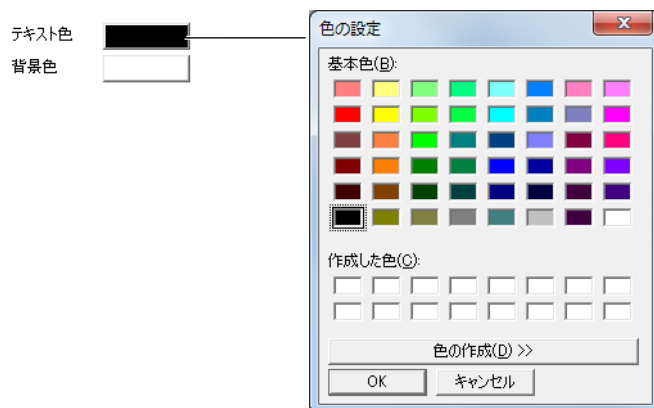 テキスト色
背景色
色の設定
基本色(B):
作成した色(C):
色の作成(D) >>
OK
キャンセル